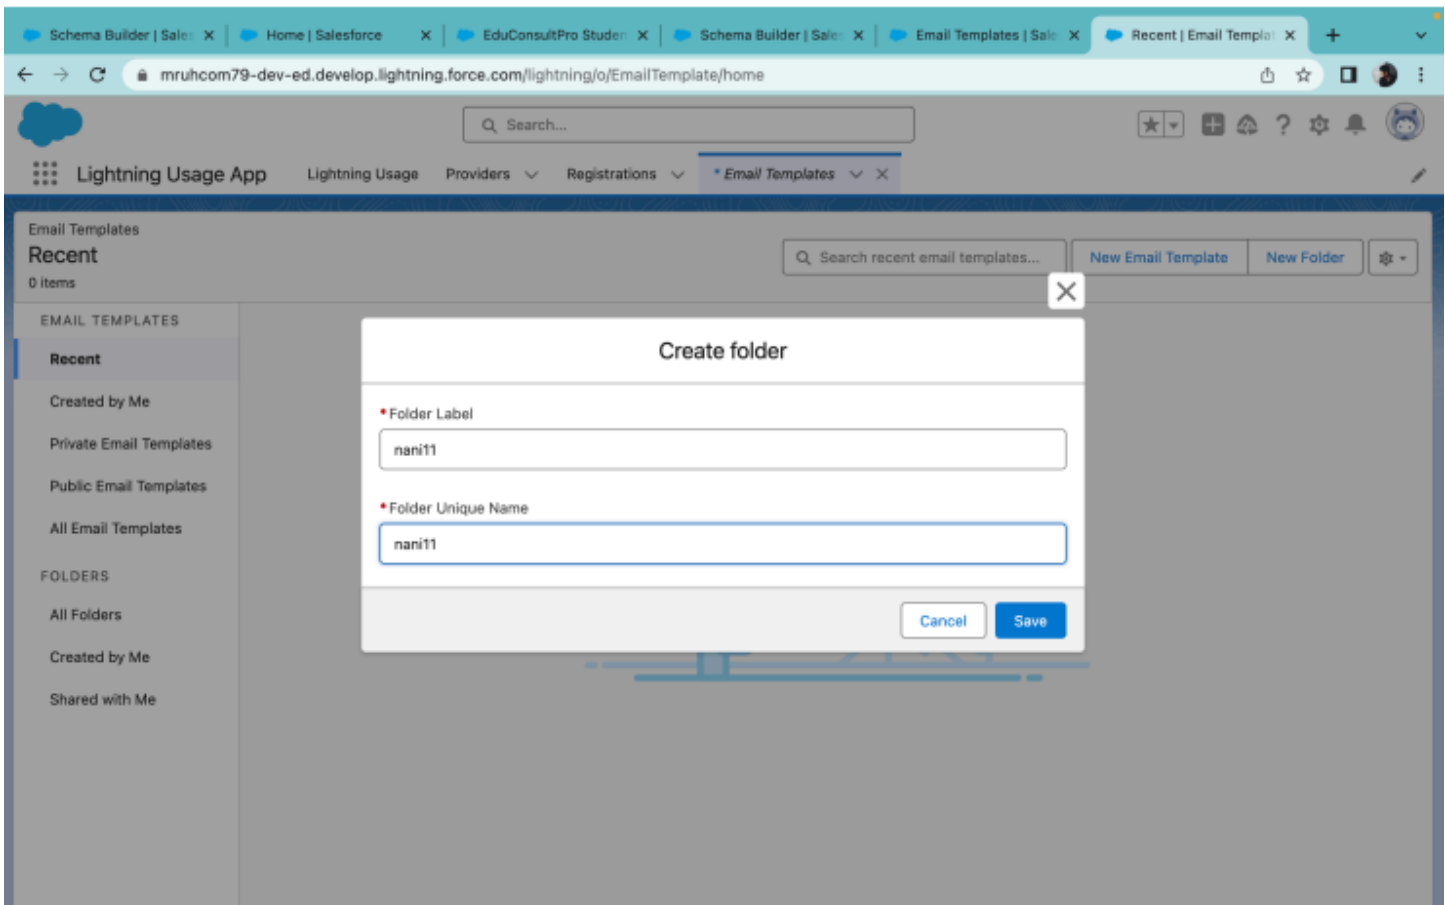 Schema Builder | Sales
Home | Salesforce
EduConsultPro Studen
Schema Builder | Sale
Email Templates | Sale
Recent | Email Templat
mruhcom79-dev-ed.develop.lightning.force.com/lightning/o/EmailTemplate/home
Search...
Lightning Usage App
Lightning Usage
Providers
Registrations
* Email Templates
Email Templates
Recent
0 items
Search recent email templates...
New Email Template
New Folder
EMAIL TEMPLATES
Recent
Created by Me
Private Email Templates
Public Email Templates
All Email Templates
FOLDERS
All Folders
Created by Me
Shared with Me
Create folder
* Folder Label
nani11
* Folder Unique Name
nani11
Cancel
Save